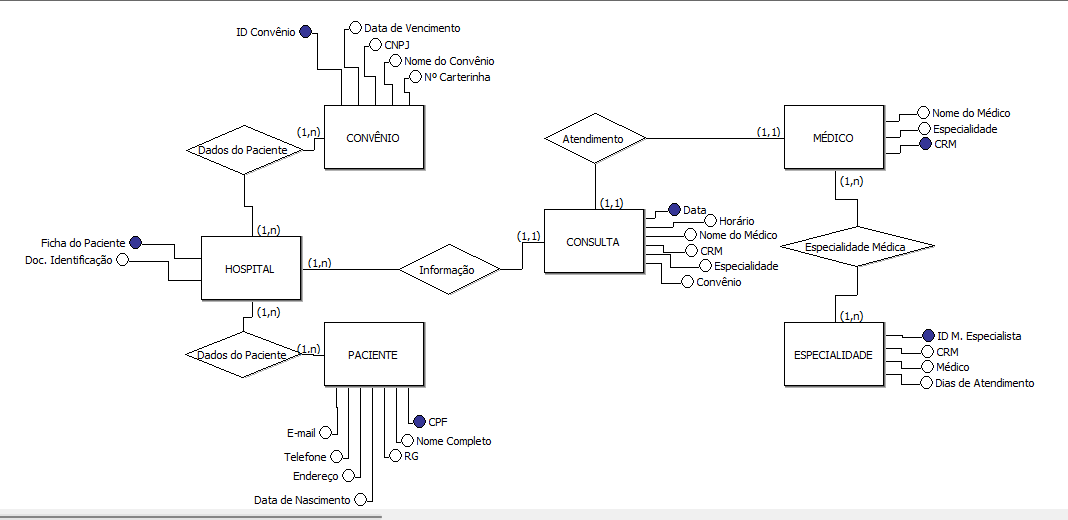 Data de Vencimento
ID Convênio
CNPJ
Nome do Convênio
Nº Carterinha
CONVÊNIO
(1,n)
Dados do Paciente
(1,n)
Atendimento
(1,1)
MÉDICO
Nome do Médico
Especialidade
CRM
(1,n)
(1,1)
Ficha do Paciente
Doc. Identificação
HOSPITAL
(1,n)
Informação
(1,1)
CONSULTA
Data
Horário
Nome do Médico
CRM
Especialidade
Convênio
Especialidade Médica
(1,n)
(1,n)
Dados do Paciente
(1,n)
PACIENTE
ESPECIALIDADE
ID M. Especialista
CRM
Médico
Dias de Atendimento
CPF
E-mail
Nome Completo
Telefone
RG
Endereço
Data de Nascimento